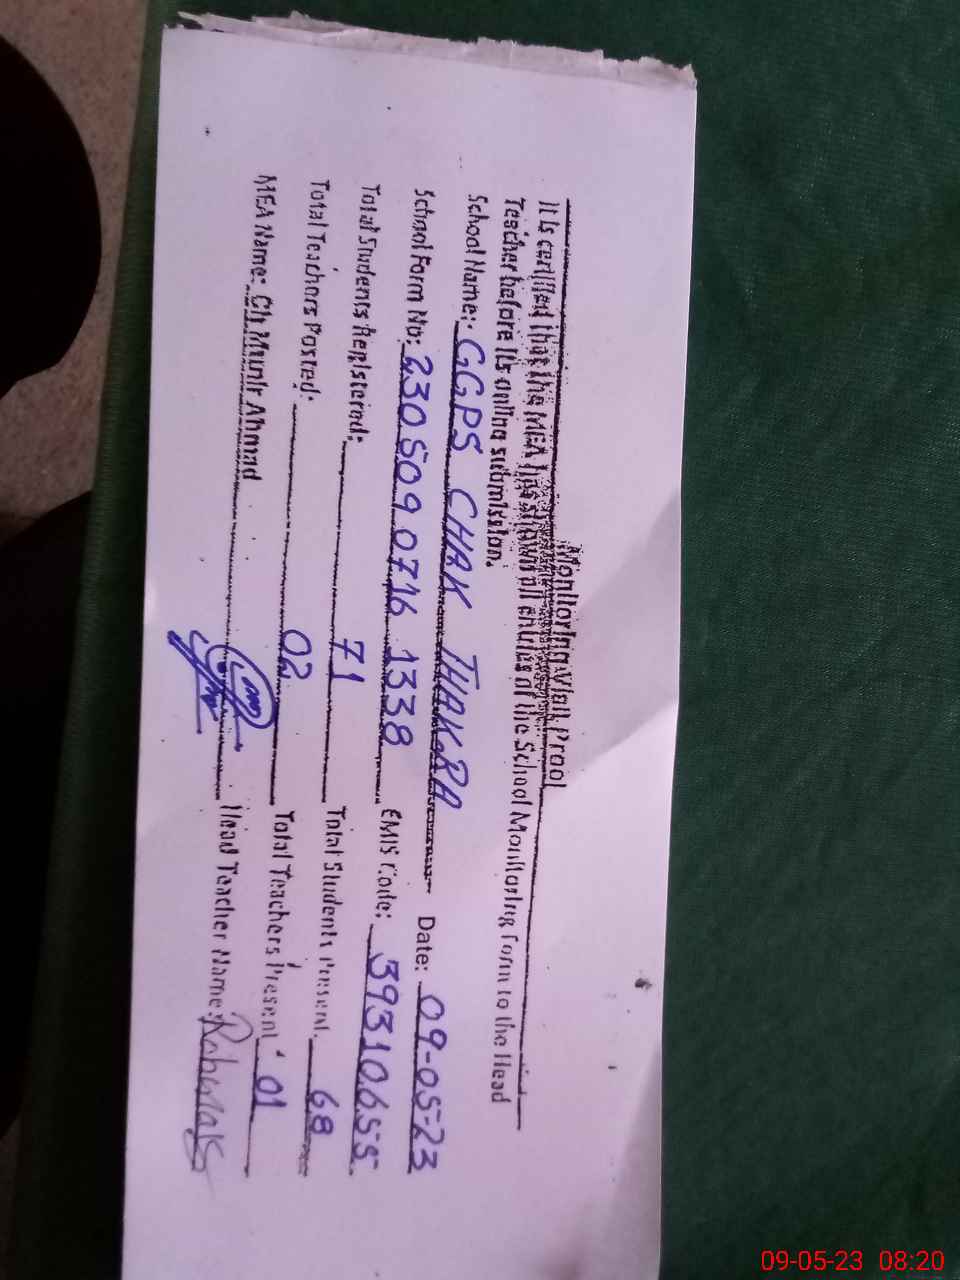 Monitoring Visit Proof
It is certified that the MEA has shown all entries of the School Monitoring Form to the Head
Teacher before its online submission.
School Name:- GGPS CHAK THAKRA Date: 09-05-23
School Form No: 230509 0716 1338 EMIS Code: 39310655
Total Students Registered: 71 Total Students Present. 68
Total Teachers Posted: 02 Total Teachers Present 01
MEA Name: Ch Munir Ahmad Head Teacher Name:
09-05-23 08:20